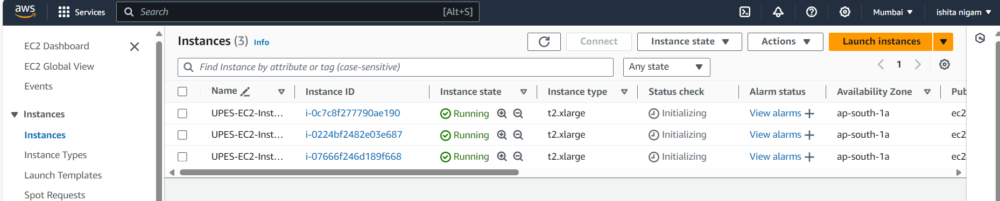 aws Services Search [Alt+S] Mumbai ishita nigam
EC2 Dashboard
EC2 Global View
Events
Instances
Instances
Instance Types
Launch Templates
Spot Requests
Instances (3) Info Connect Instance state Actions Launch instances
Find Instance by attribute or tag (case-sensitive) Any state 1
Name Instance ID Instance state Instance type Status check Alarm status Availability Zone Pub
UPES-EC2-Inst... i-0c7c8f277790ae190 Running t2.xlarge Initializing View alarms + ap-south-1a ec2
UPES-EC2-Inst... i-0224bf2482e03e687 Running t2.xlarge Initializing View alarms + ap-south-1a ec2
UPES-EC2-Inst... i-07666f246d189f668 Running t2.xlarge Initializing View alarms + ap-south-1a ec2